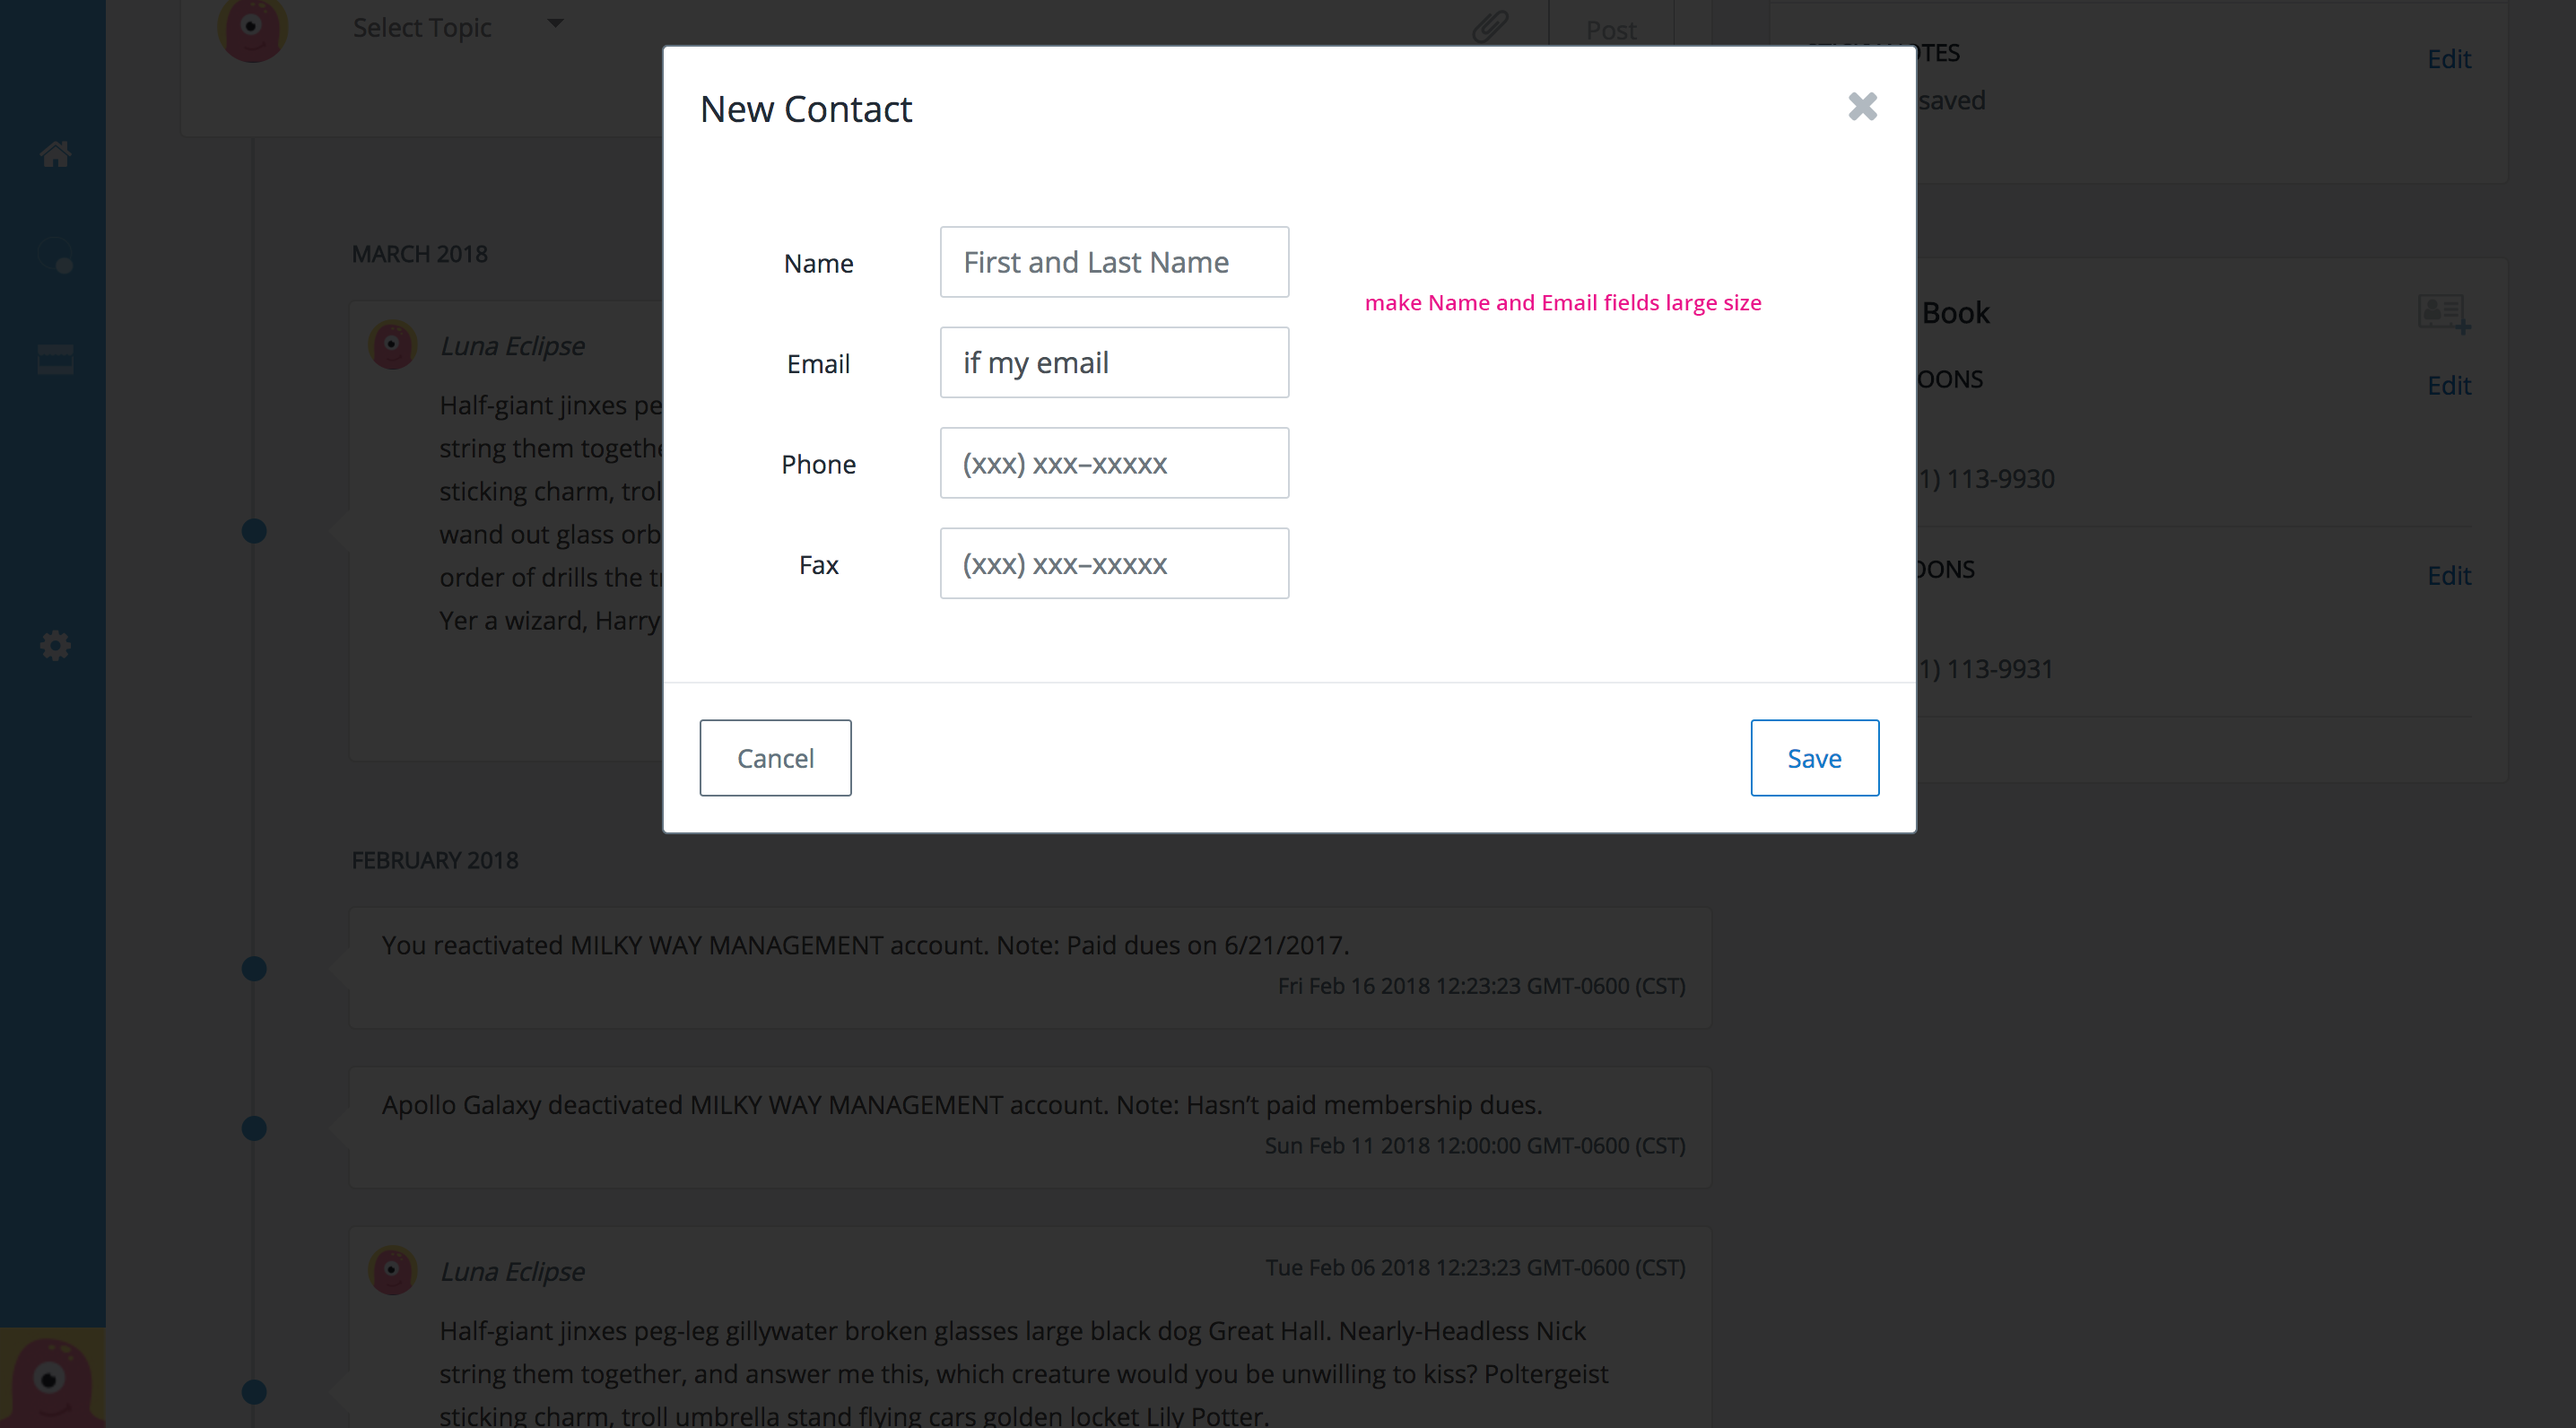 Select Topic
Post
NOTES
Edit
saved
New Contact
MARCH 2018
Name
First and Last Name
make Name and Email fields large size
Book
Luna Eclipse
Email
if my email
OONS
Edit
Half-giant jinxes pe
string them togethe
Phone
(xxx) xxx–xxxxx
1) 113-9930
sticking charm, trol
wand out glass orb
Fax
(xxx) xxx–xxxxx
OONS
Edit
order of drills the t
Yer a wizard, Harry
1) 113-9931
Cancel
Save
FEBRUARY 2018
You reactivated MILKY WAY MANAGEMENT account. Note: Paid dues on 6/21/2017.
Fri Feb 16 2018 12:23:23 GMT-0600 (CST)
Apollo Galaxy deactivated MILKY WAY MANAGEMENT account. Note: Hasn’t paid membership dues.
Sun Feb 11 2018 12:00:00 GMT-0600 (CST)
Luna Eclipse
Tue Feb 06 2018 12:23:23 GMT-0600 (CST)
Half-giant jinxes peg-leg gillywater broken glasses large black dog Great Hall. Nearly-Headless Nick
string them together, and answer me this, which creature would you be unwilling to kiss? Poltergeist
sticking charm, troll umbrella stand flying cars golden locket Lily Potter.